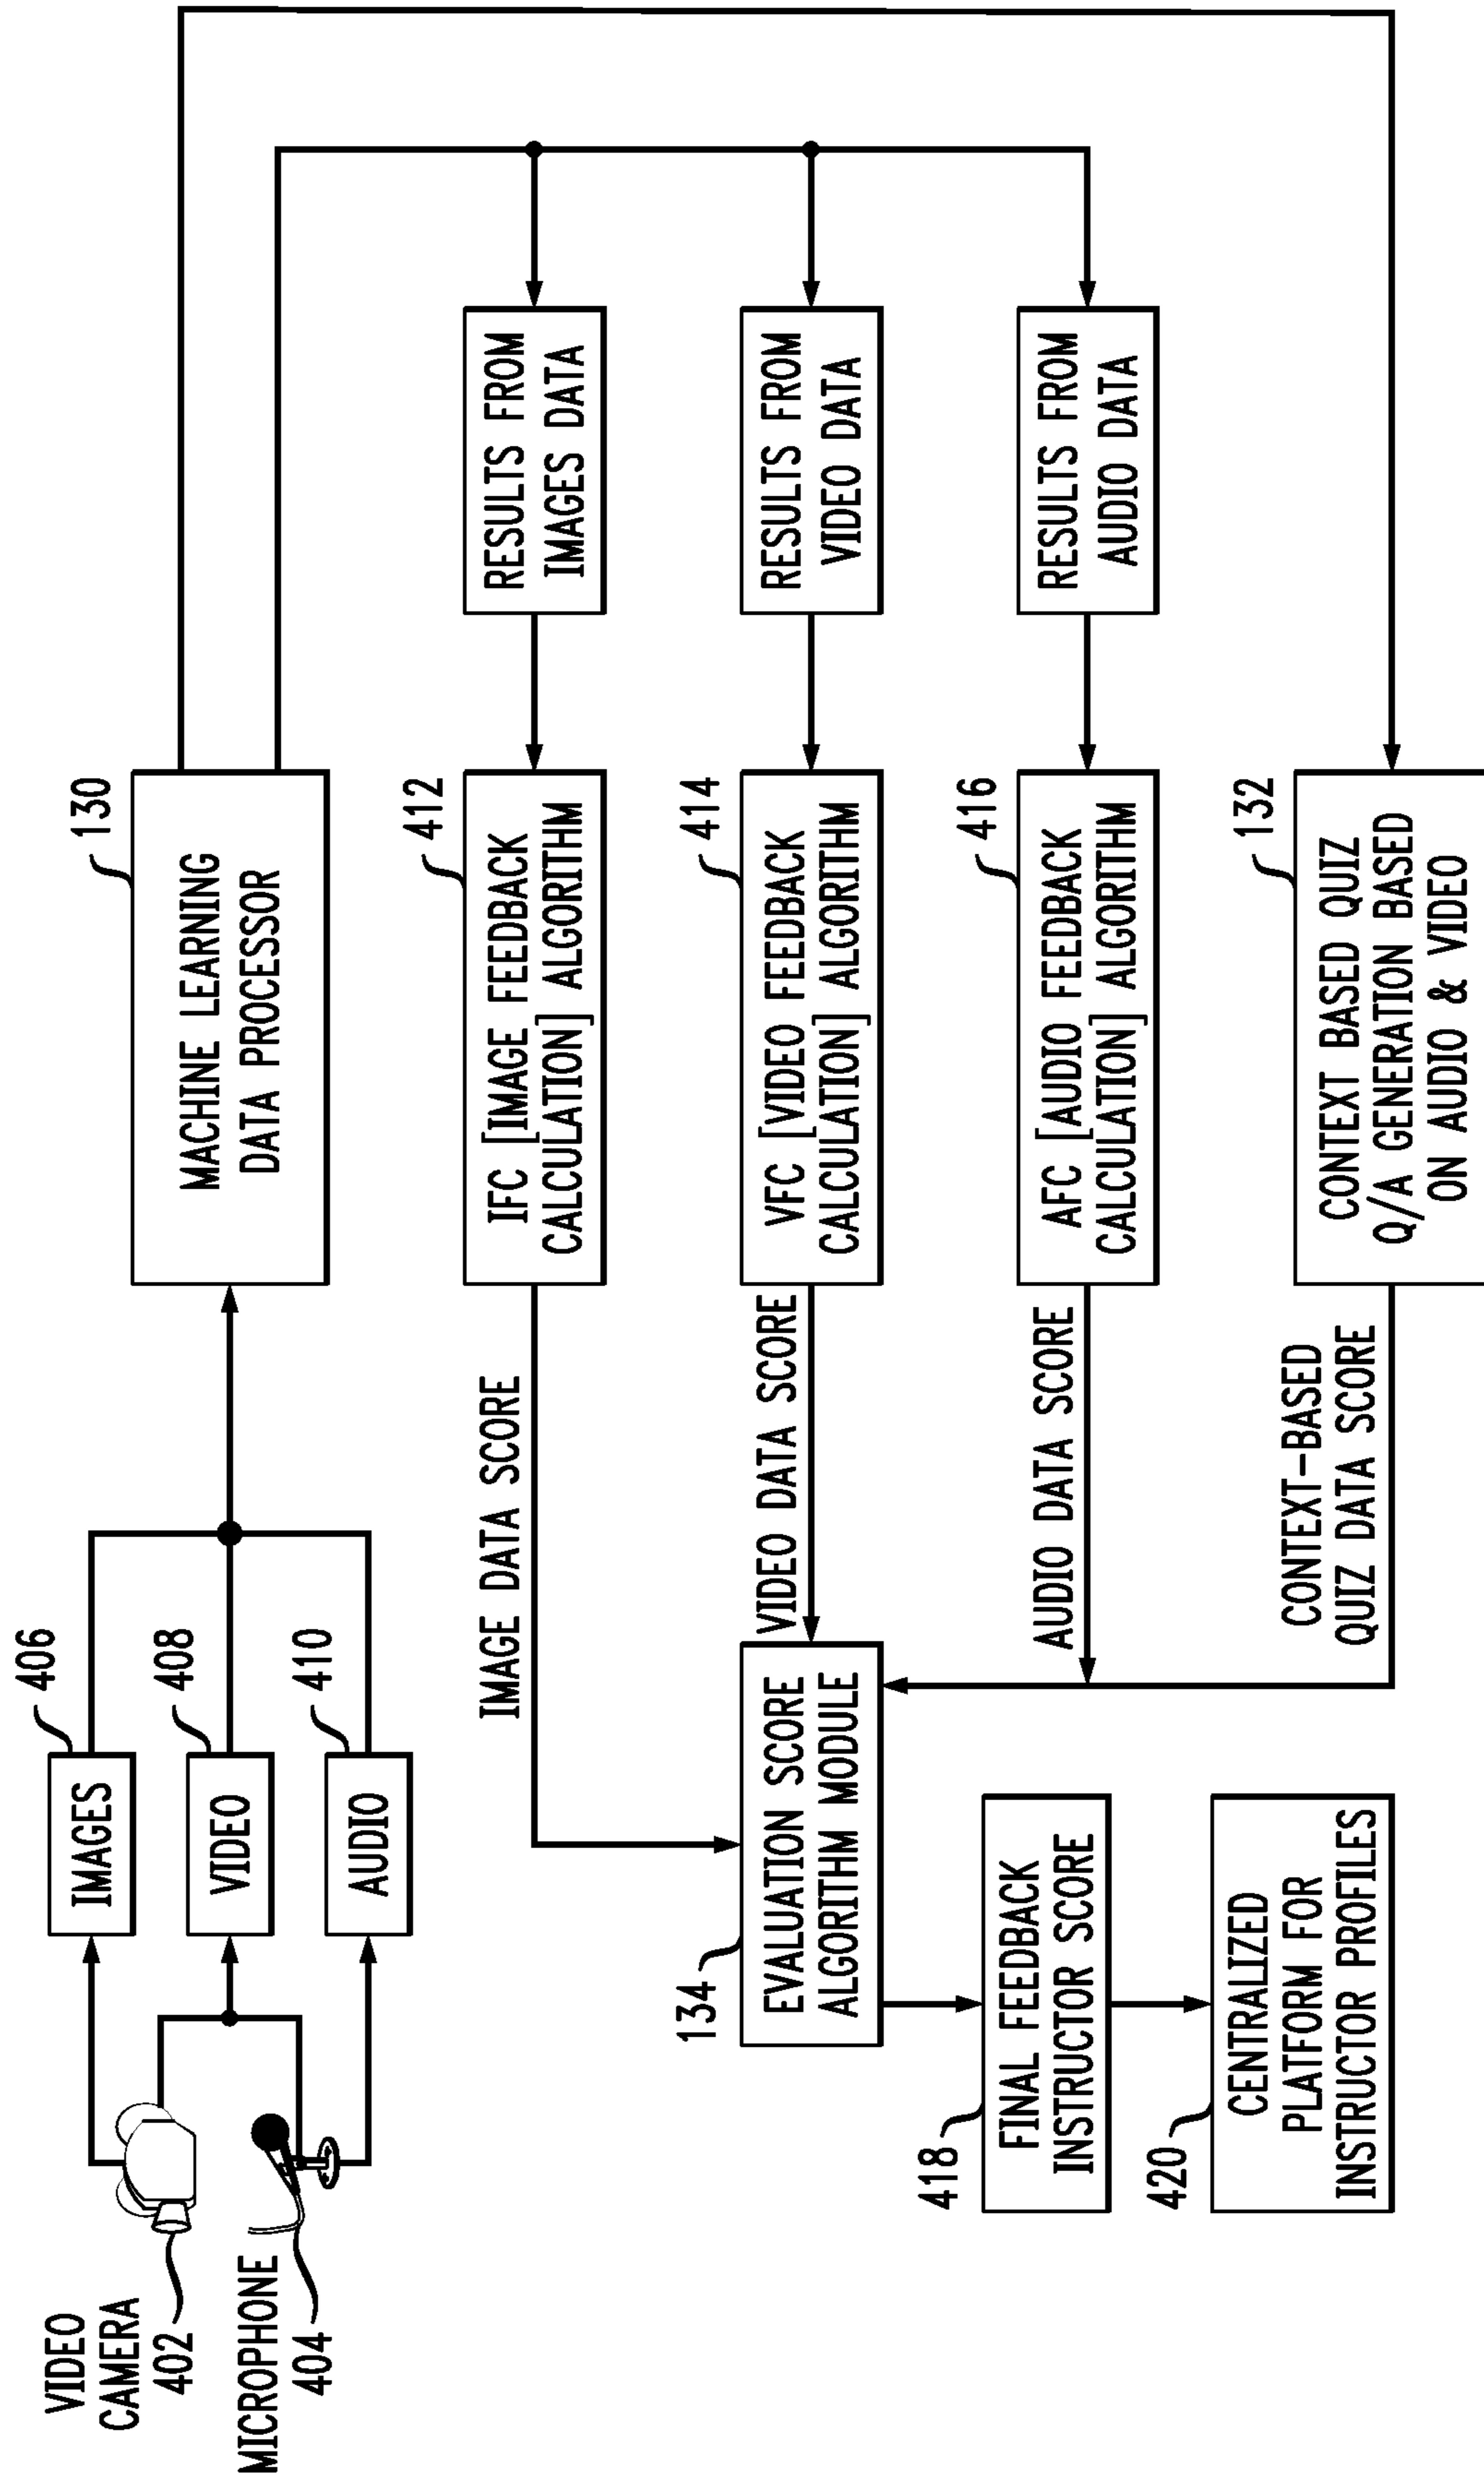 VIDEO
CAMERA
402
MICROPHONE
404
406
IMAGES
408
VIDEO
410
AUDIO
130
MACHINE LEARNING
DATA PROCESSOR
RESULTS FROM
IMAGES DATA
412
IFC [IMAGE FEEDBACK
CALCULATION] ALGORITHM
IMAGE DATA SCORE
RESULTS FROM
VIDEO DATA
414
VFC [VIDEO FEEDBACK
CALCULATION] ALGORITHM
VIDEO DATA SCORE
RESULTS FROM
AUDIO DATA
416
AFC [AUDIO FEEDBACK
CALCULATION] ALGORITHM
AUDIO DATA SCORE
132
CONTEXT BASED QUIZ
Q/A GENERATION BASED
ON AUDIO & VIDEO
CONTEXT-BASED
QUIZ DATA SCORE
134
EVALUATION SCORE
ALGORITHM MODULE
418
FINAL FEEDBACK
INSTRUCTOR SCORE
420
CENTRALIZED
PLATFORM FOR
INSTRUCTOR PROFILES